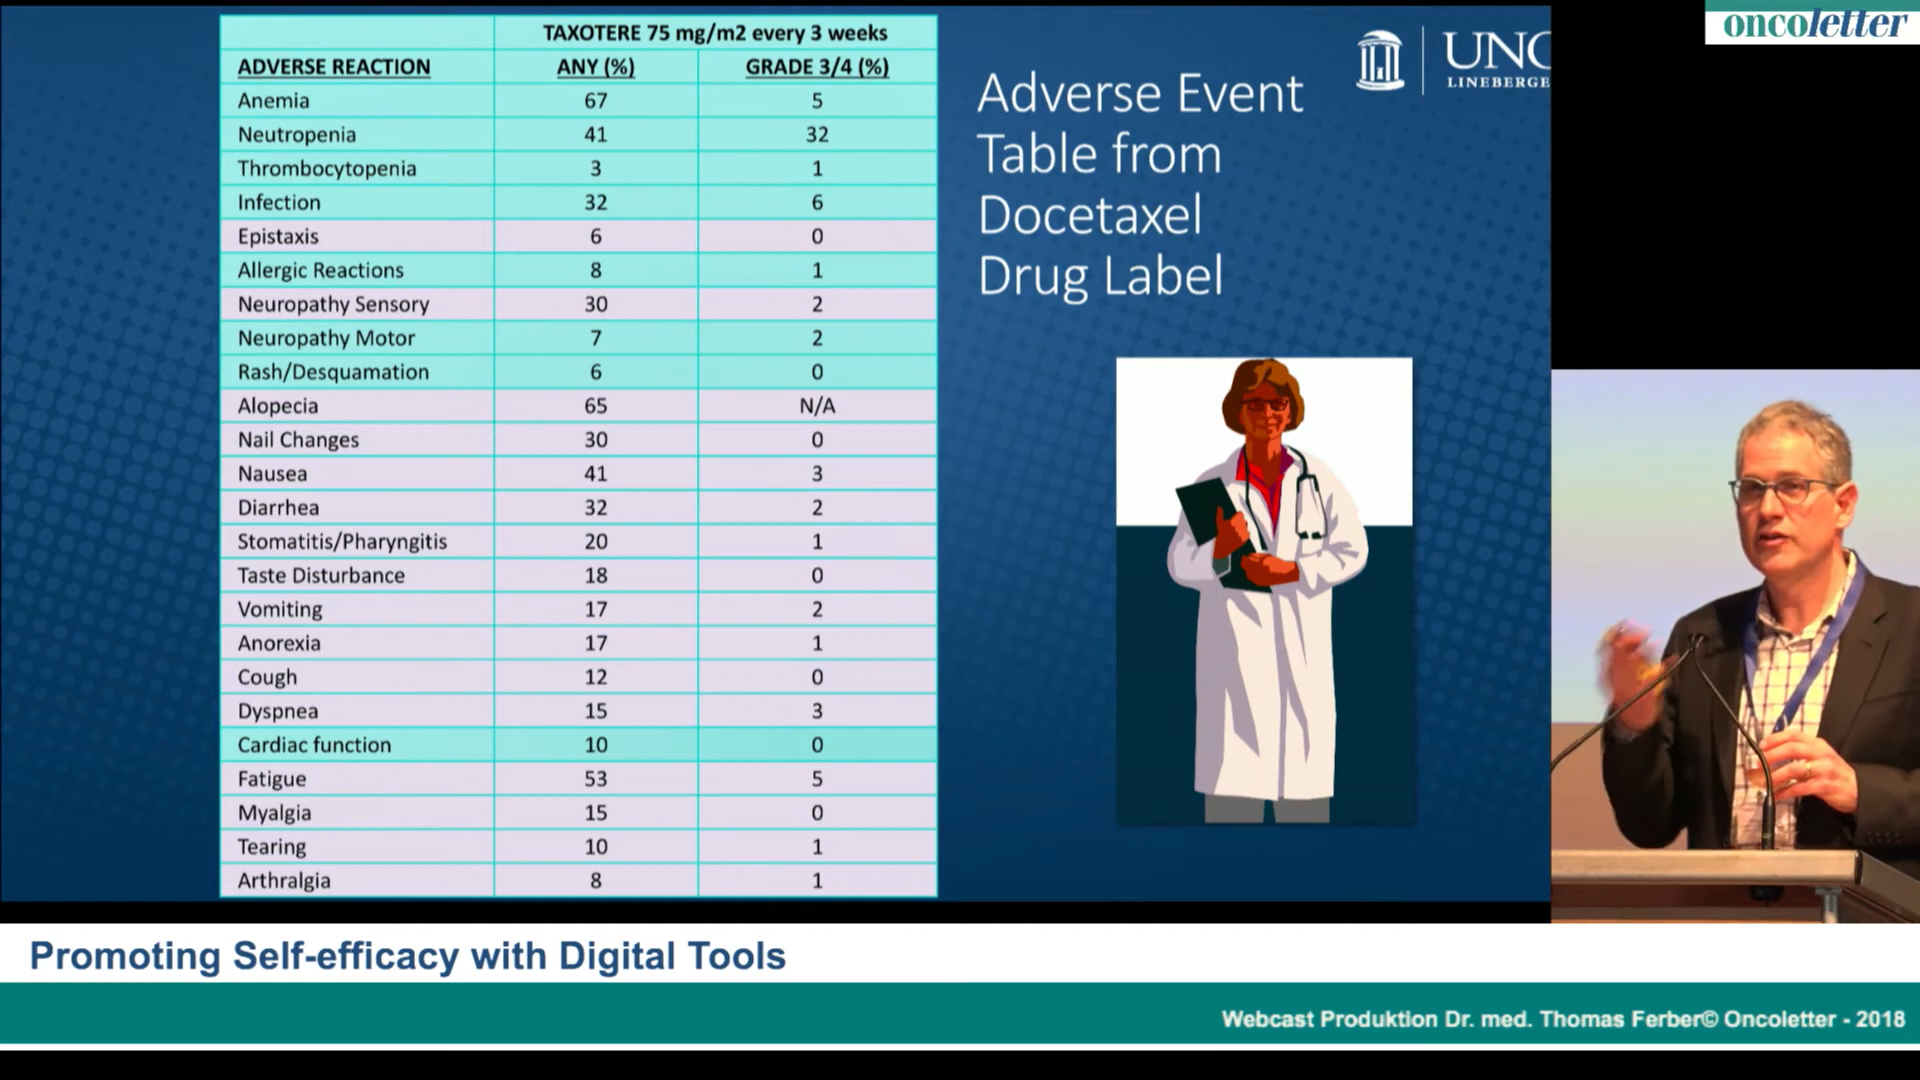 TAXOTERE 75 mg/m2 every 3 weeks
ADVERSE REACTION ANY (%) GRADE 3/4 (%)
Anemia 67 5
Neutropenia 41 32
Thrombocytopenia 3 1
Infection 32 6
Epistaxis 6 0
Allergic Reactions 8 1
Neuropathy Sensory 30 2
Neuropathy Motor 7 2
Rash/Desquamation 6 0
Alopecia 65 N/A
Nail Changes 30 0
Nausea 41 3
Diarrhea 32 2
Stomatitis/Pharyngitis 20 1
Taste Disturbance 18 0
Vomiting 17 2
Anorexia 17 1
Cough 12 0
Dyspnea 15 3
Cardiac function 10 0
Fatigue 53 5
Myalgia 15 0
Tearing 10 1
Arthralgia 8 1
Adverse Event
Table from
Docetaxel
Drug Label
UNC
LINEBERGE
oncoletter
Promoting Self-efficacy with Digital Tools
Webcast Produktion Dr. med. Thomas Ferber© Oncoletter - 2018